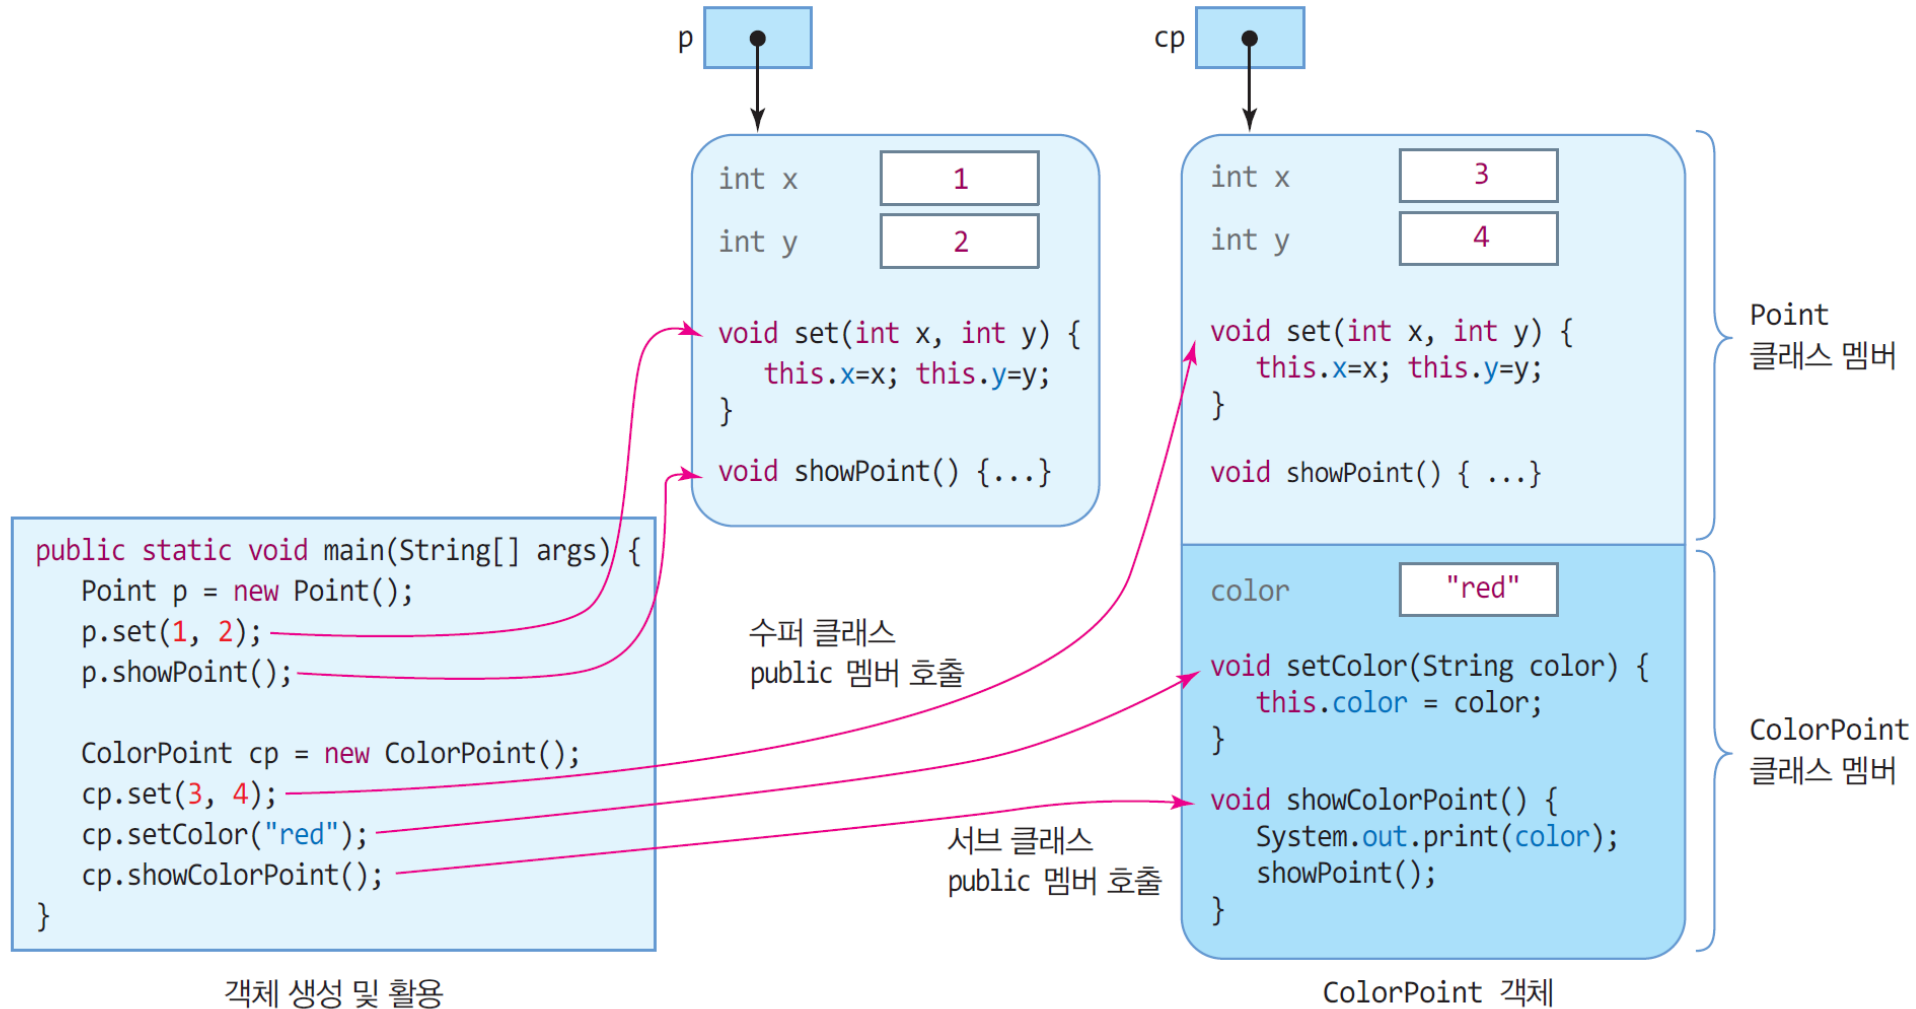 p
cp
int x
1
int y
2
void set(int x, int y) {
this.x=x; this.y=y;
}
void showPoint() {...}
int x
3
int y
4
void set(int x, int y) {
this.x=x; this.y=y;
}
void showPoint() { ...}
Point
클래스 멤버
public static void main(String[] args) {
Point p = new Point();
p.set(1, 2);
p.showPoint();
ColorPoint cp = new ColorPoint();
cp.set(3, 4);
cp.setColor("red");
cp.showColorPoint();
}
수퍼 클래스
public 멤버 호출
서브 클래스
public 멤버 호출
color
"red"
void setColor(String color) {
this.color = color;
}
void showColorPoint() {
System.out.print(color);
showPoint();
}
ColorPoint
클래스 멤버
객체 생성 및 활용
ColorPoint 객체